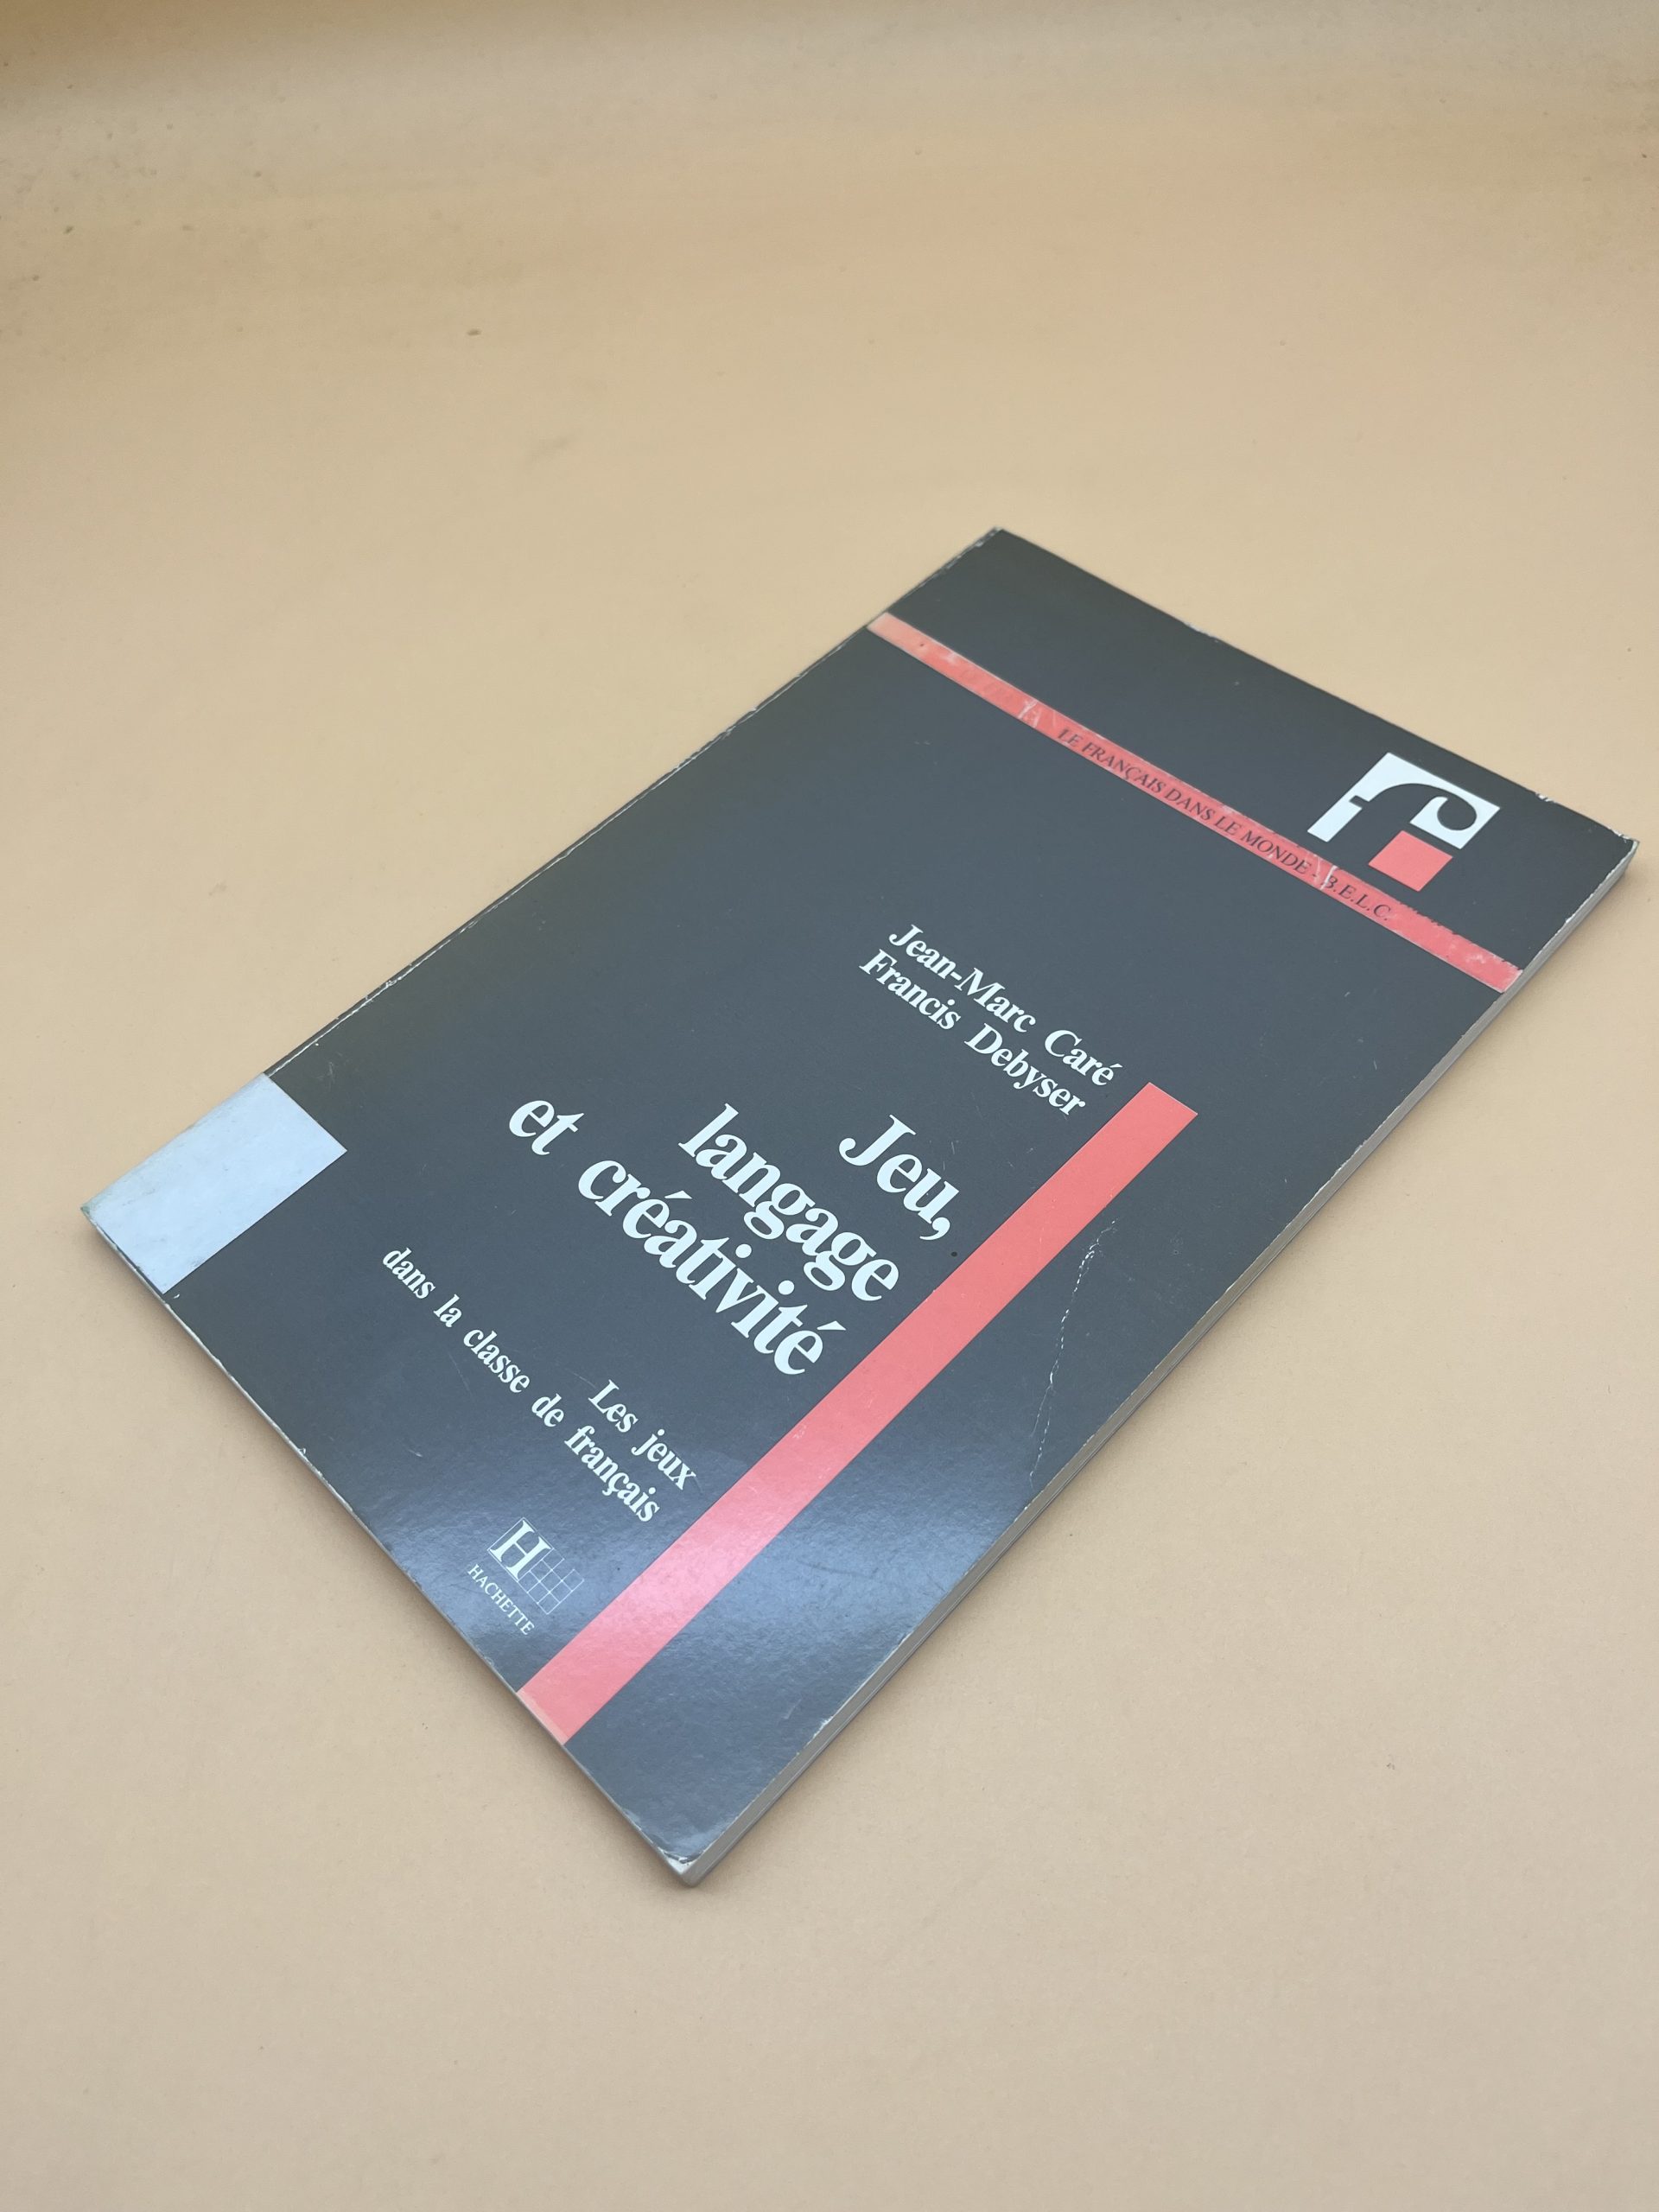 LE FRANÇAIS DANS LE MONDE - B.E.L.C.
Jean-Marc Caré
Francis Debyser
Jeu,
langage
et créativité
Les jeux
dans la classe de français
H
HACHETTE